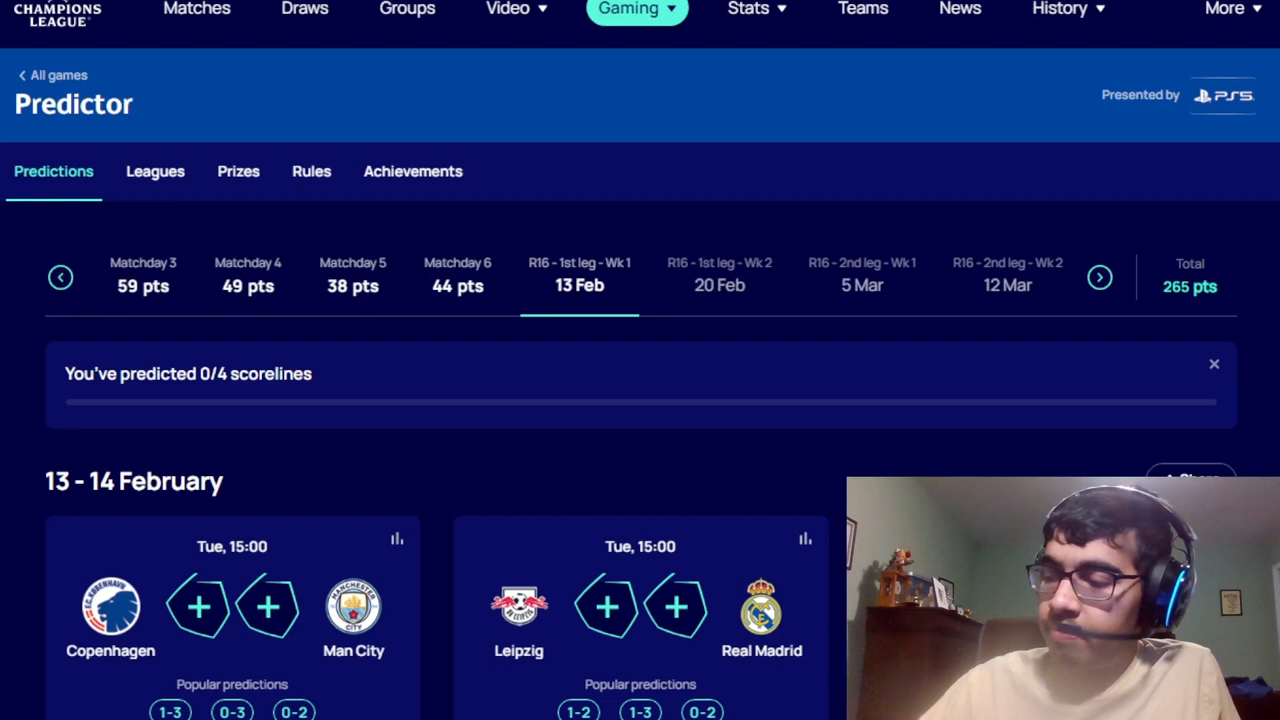 CHAMPIONS
LEAGUE
Matches Draws Groups Video Gaming Stats Teams News History More
All games
Predictor
Presented by PS5
Predictions Leagues Prizes Rules Achievements
Matchday 3 Matchday 4 Matchday 5 Matchday 6 R16 - 1st leg - Wk 1 R16 - 1st leg - Wk 2 R16 - 2nd leg - Wk 1 R16 - 2nd leg - Wk 2 Total
59 pts 49 pts 38 pts 44 pts 13 Feb 20 Feb 5 Mar 12 Mar 265 pts
You've predicted 0/4 scorelines
13 - 14 February
Tue, 15:00 Tue, 15:00
F.C. KØBENHAVN
MANCHESTER
CITY
Copenhagen Man City Leipzig Real Madrid
Popular predictions Popular predictions
1-3 0-3 0-2 1-2 1-3 0-2